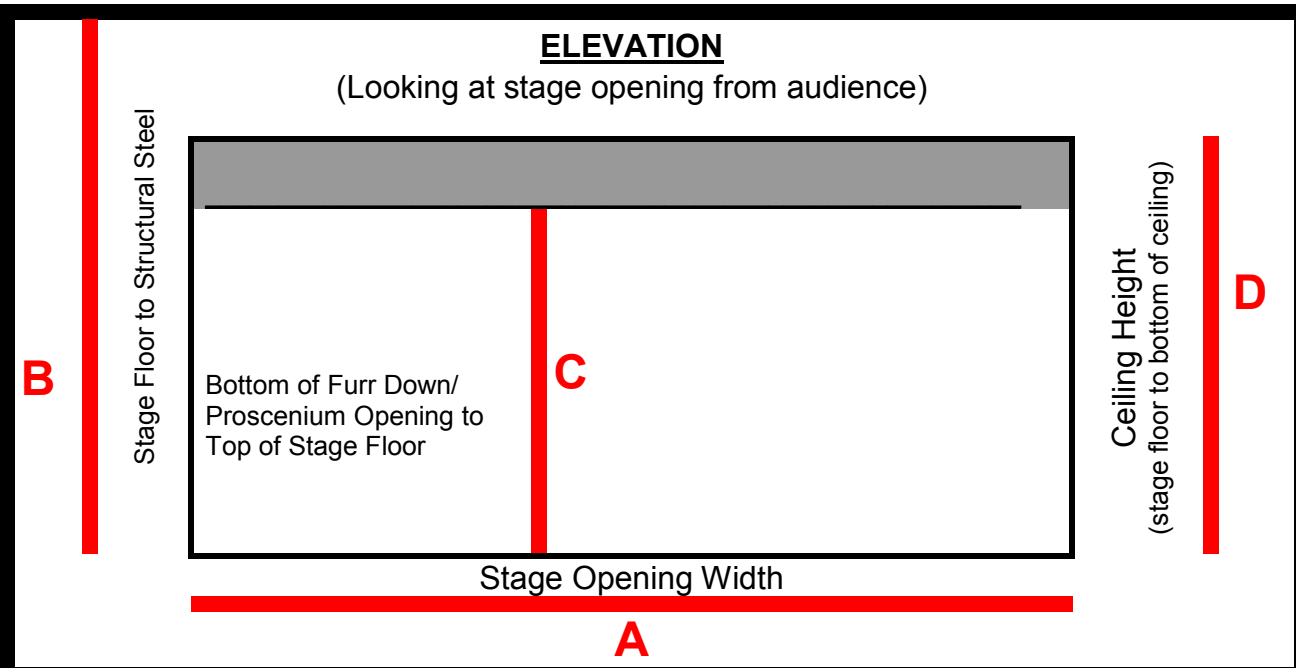 ELEVATION
(Looking at stage opening from audience)
B
Stage Floor to Structural Steel
Bottom of Furr Down/
Proscenium Opening to
Top of Stage Floor
C
Ceiling Height
(stage floor to bottom of ceiling)
D
Stage Opening Width
A